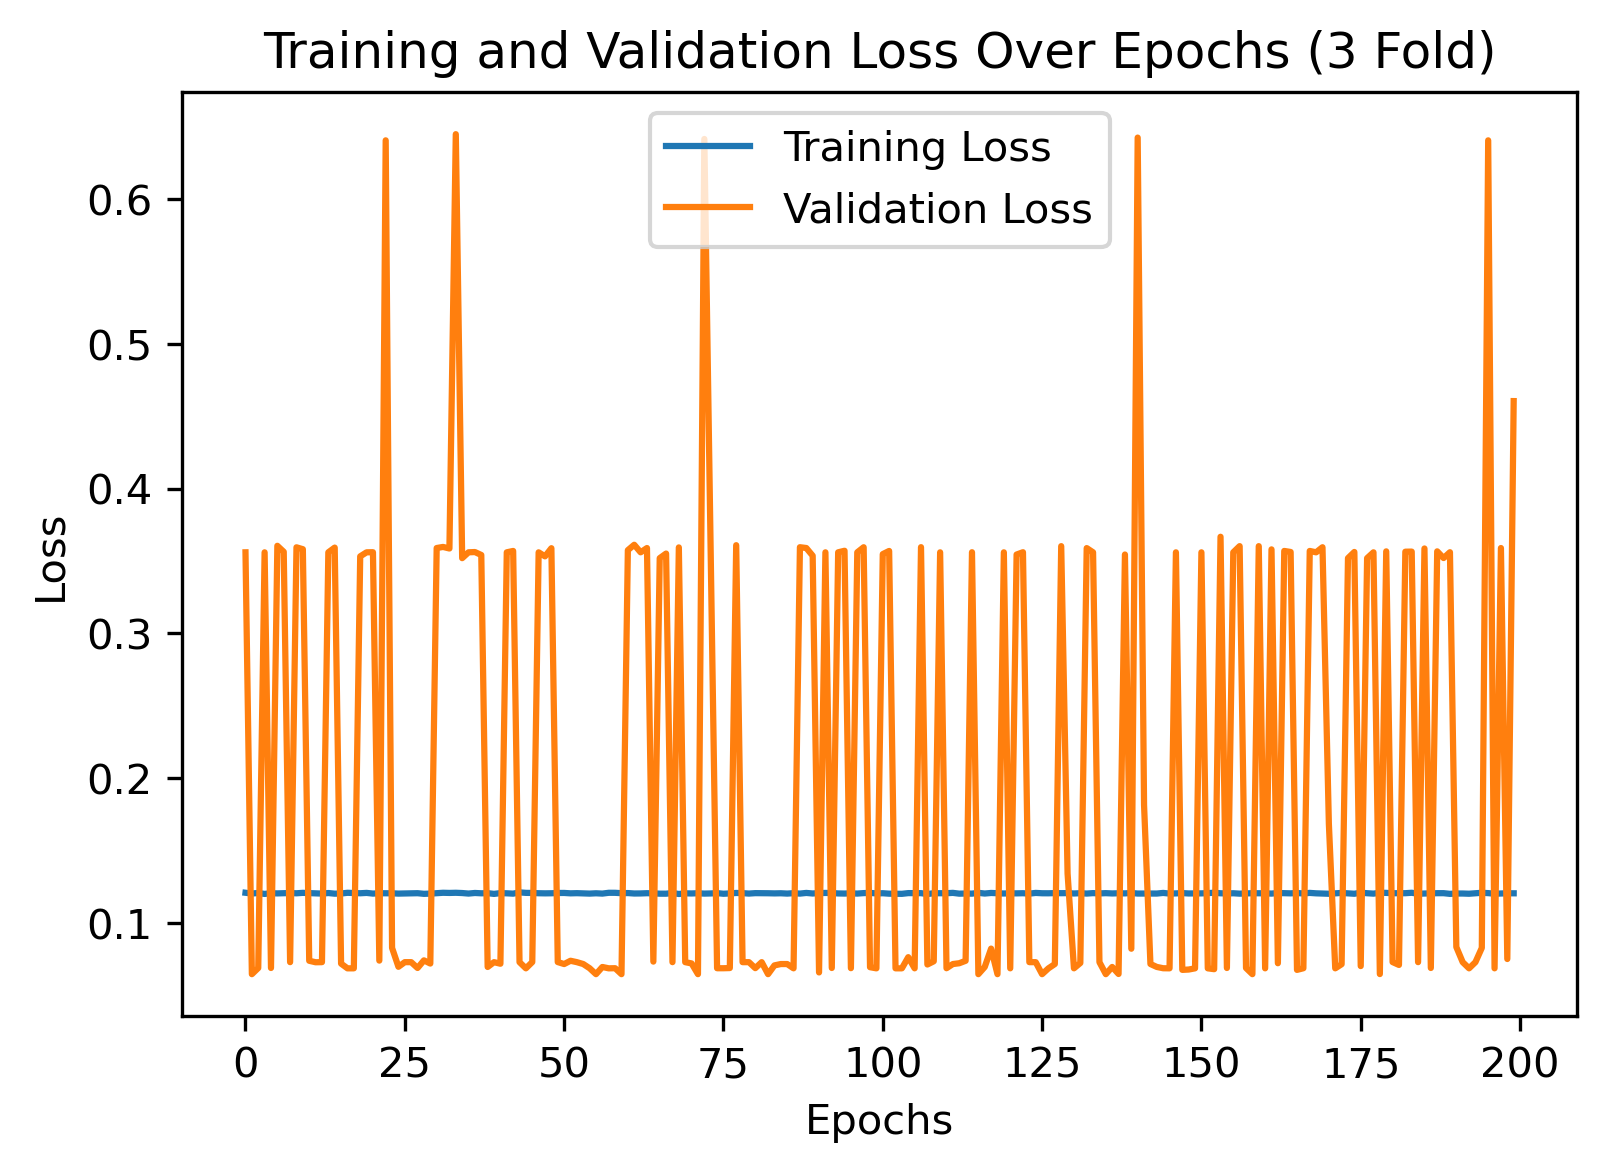 Training and Validation Loss Over Epochs (3 Fold)
Training Loss
Validation Loss
0.6
0.5
0.4
0.3
0.2
0.1
Loss
0 25 50 75 100 125 150 175 200
Epochs